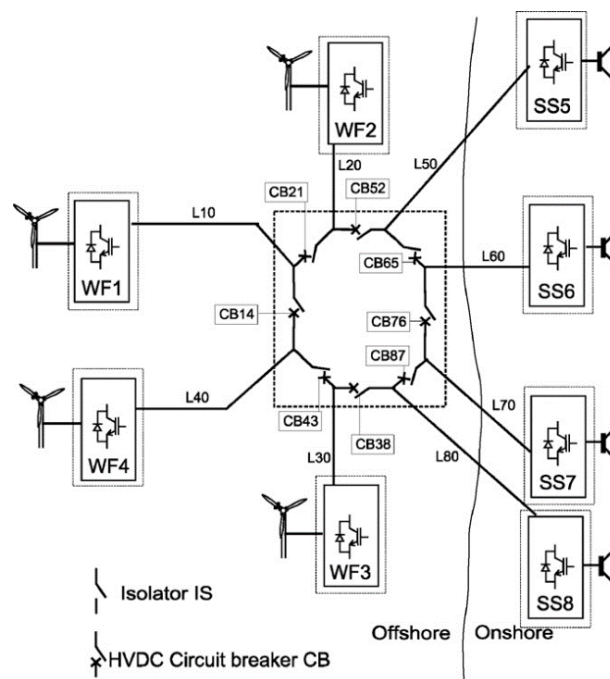 SS5
WF2
L20
L50
CB21
CB52
L10
WF1
CB65
L60
SS6
CB14
CB76
CB87
L40
WF4
CB43
CB38
L70
L30
L80
SS7
WF3
SS8
Isolator IS
Offshore
Onshore
HVDC Circuit breaker CB